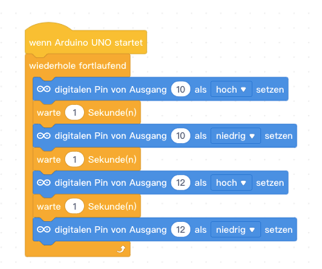 wenn Arduino UNO startet
wiederhole fortlaufend
digitalen Pin von Ausgang 10 als hoch ▾ setzen
warte 1 Sekunde(n)
digitalen Pin von Ausgang 10 als niedrig ▾ setzen
warte 1 Sekunde(n)
digitalen Pin von Ausgang 12 als hoch ▾ setzen
warte 1 Sekunde(n)
digitalen Pin von Ausgang 12 als niedrig ▾ setzen